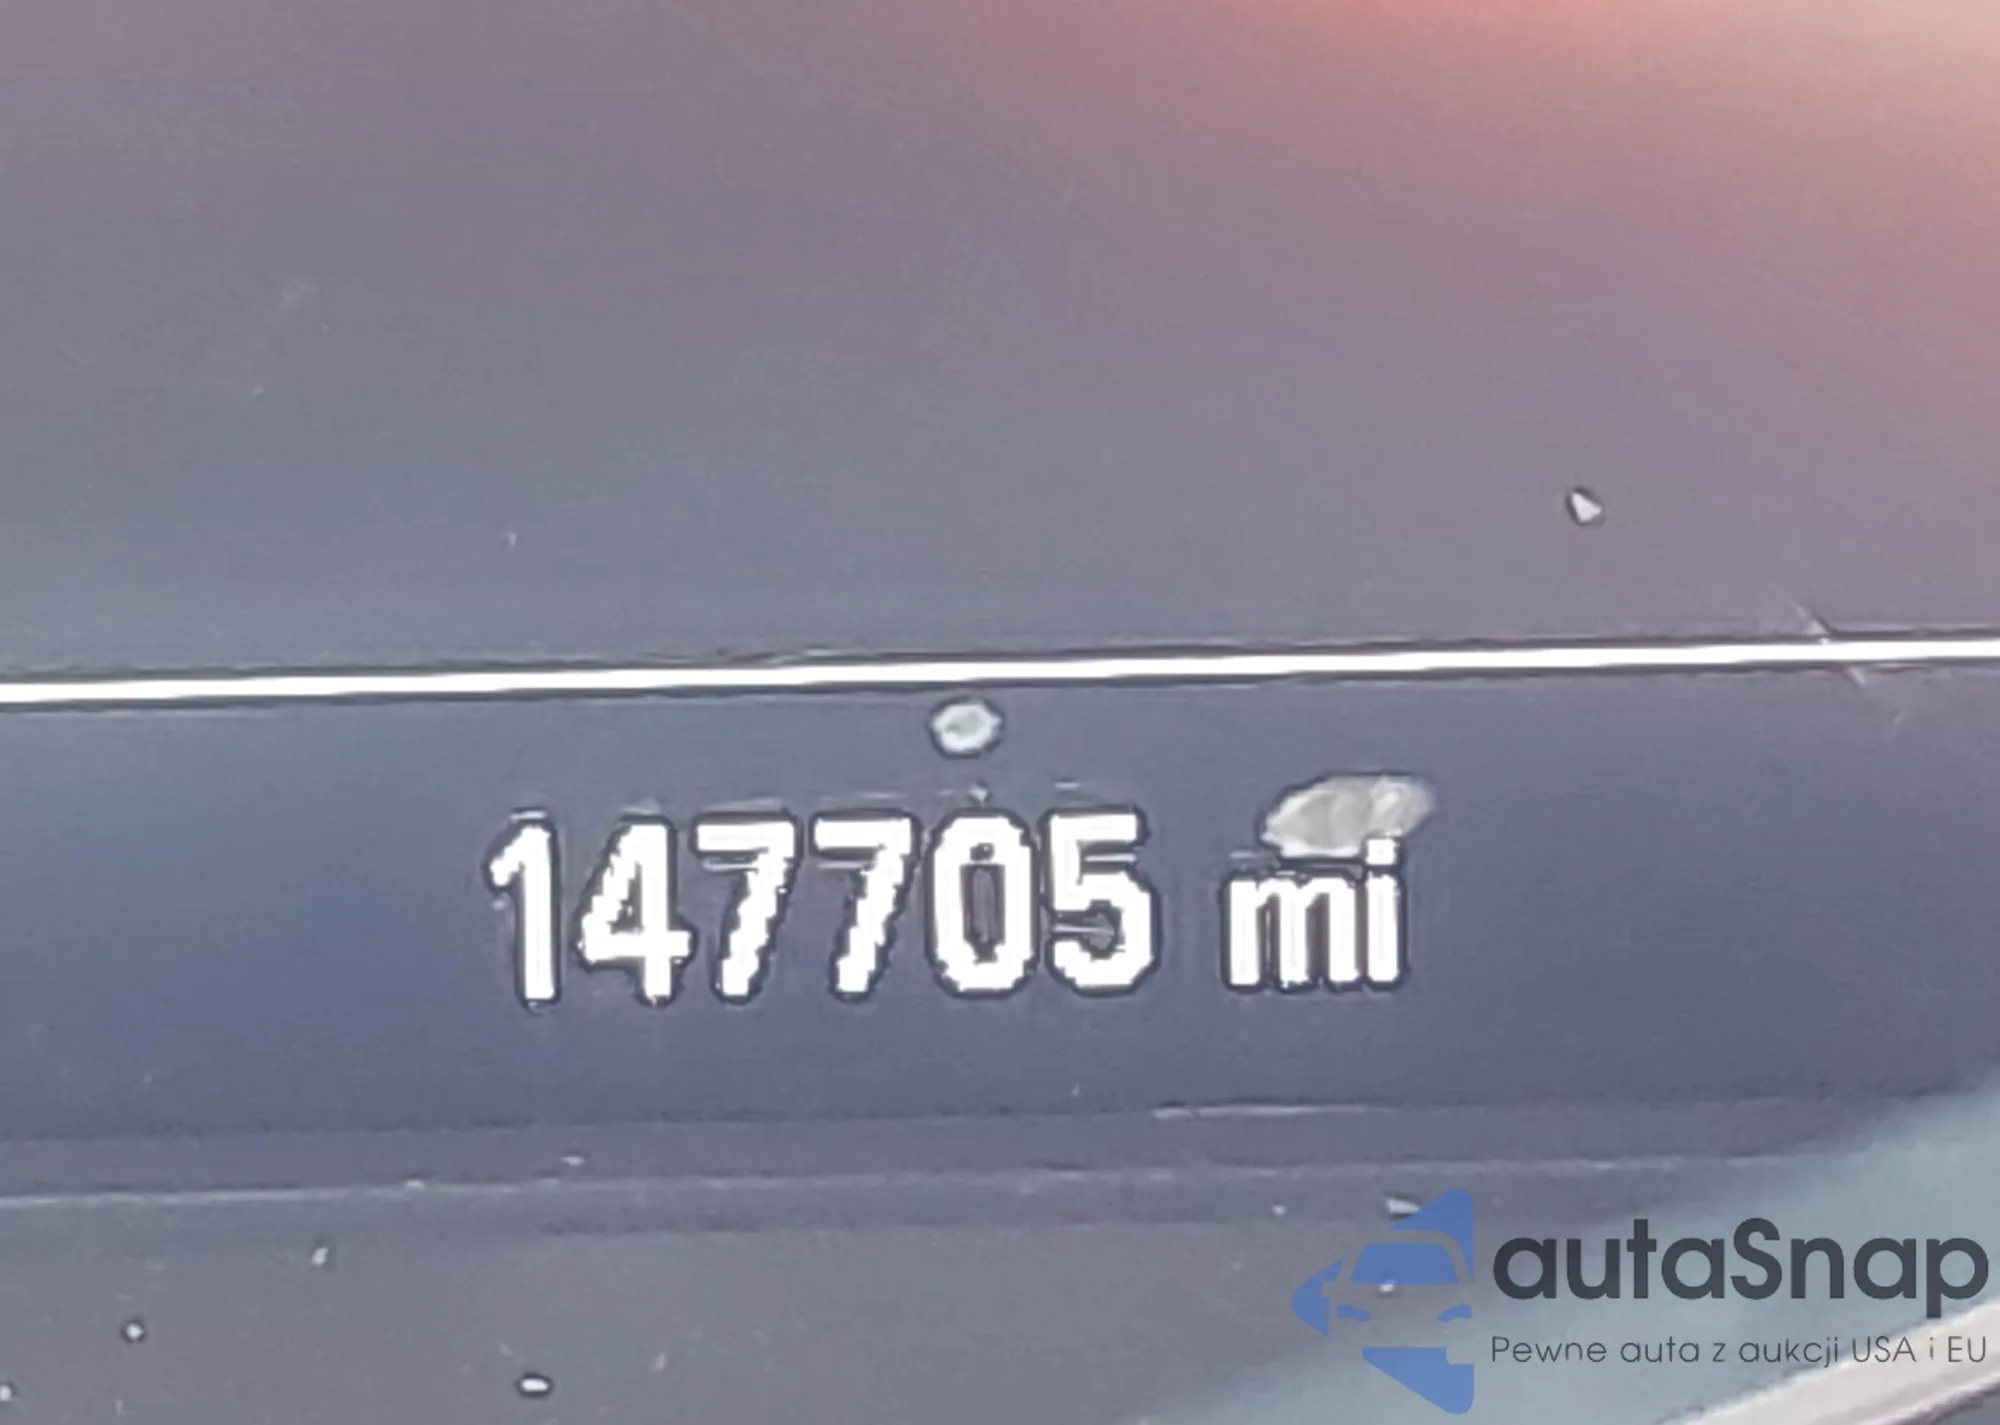 147705 mi
autaSnap
Pewne auta z aukcji USA i EU